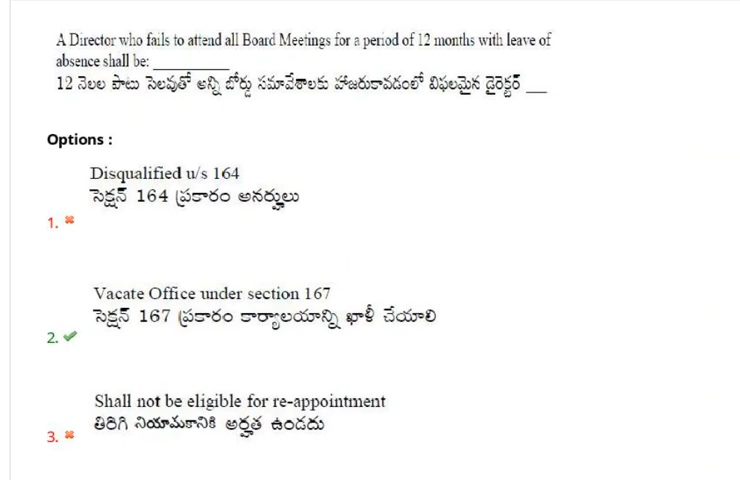 A Director who fails to attend all Board Meetings for a period of 12 months with leave of
absence shall be: ___________
12 నెలల పాటు సెలవుతో అన్ని బోర్డు సమావేశాలకు హాజరుకావడంలో విఫలమైన డైరెక్టర్ ___
Options :
Disqualified u/s 164
సెక్షన్ 164 ప్రకారం అనర్హులు
1.
Vacate Office under section 167
సెక్షన్ 167 ప్రకారం కార్యాలయాన్ని ఖాళీ చేయాలి
2.
Shall not be eligible for re-appointment
తిరిగి నియామకానికి అర్హత ఉండదు
3.